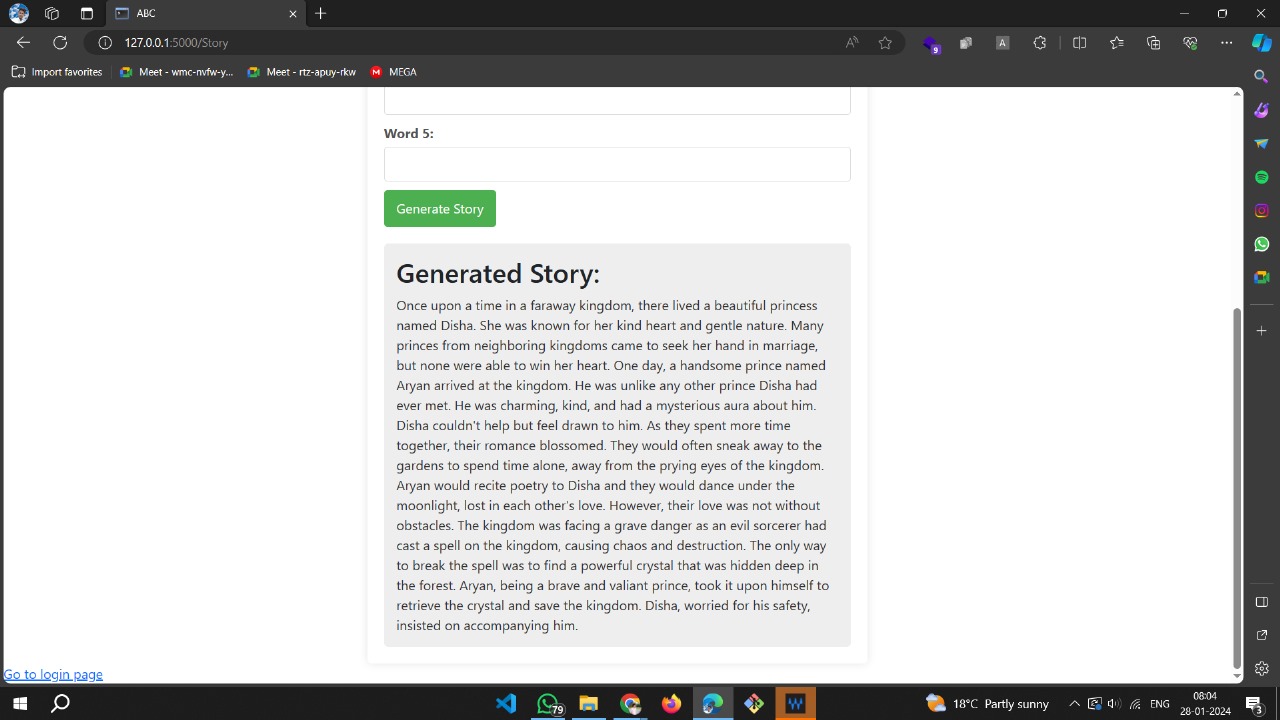 ABC
127.0.0.1:5000/Story
A
9
Import favorites
Meet - wmc-nvfw-y...
Meet - rtz-apuy-rkw
M
MEGA
Word 5:
Generate Story
Generated Story:
Once upon a time in a faraway kingdom, there lived a beautiful princess
named Disha. She was known for her kind heart and gentle nature. Many
princes from neighboring kingdoms came to seek her hand in marriage,
but none were able to win her heart. One day, a handsome prince named
Aryan arrived at the kingdom. He was unlike any other prince Disha had
ever met. He was charming, kind, and had a mysterious aura about him.
Disha couldn't help but feel drawn to him. As they spent more time
together, their romance blossomed. They would often sneak away to the
gardens to spend time alone, away from the prying eyes of the kingdom.
Aryan would recite poetry to Disha and they would dance under the
moonlight, lost in each other's love. However, their love was not without
obstacles. The kingdom was facing a grave danger as an evil sorcerer had
cast a spell on the kingdom, causing chaos and destruction. The only way
to break the spell was to find a powerful crystal that was hidden deep in
the forest. Aryan, being a brave and valiant prince, took it upon himself to
retrieve the crystal and save the kingdom. Disha, worried for his safety,
insisted on accompanying him.
Go to login page
79
18°C Partly sunny
ENG
08:04
28-01-2024
3